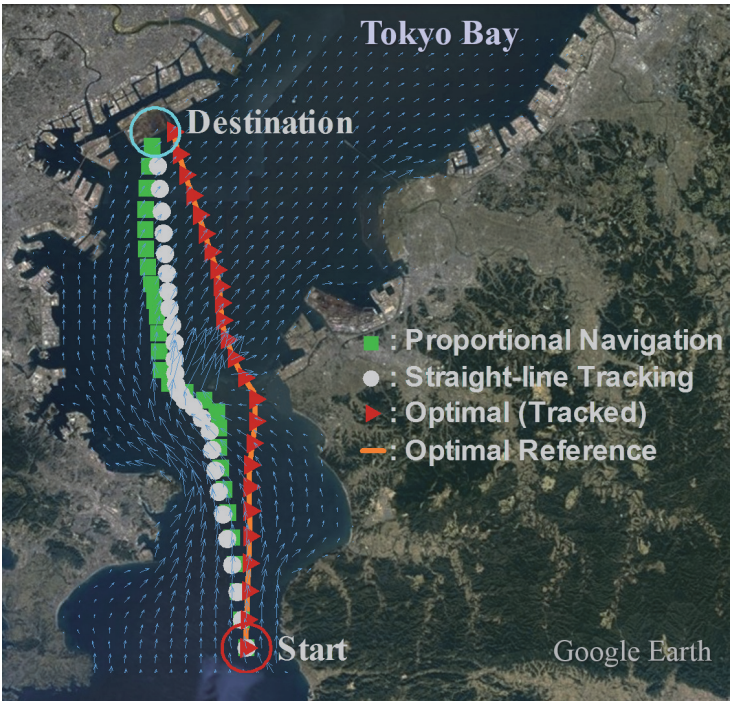 Tokyo Bay
Destination
: Proportional Navigation
: Straight-line Tracking
: Optimal (Tracked)
: Optimal Reference
Start
Google Earth